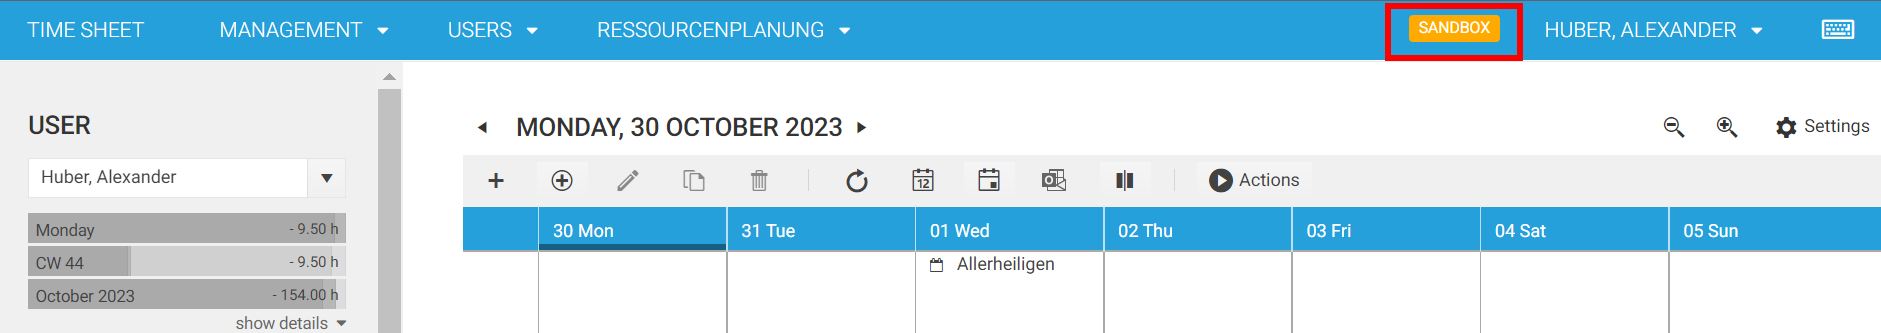 TIME SHEET MANAGEMENT USERS RESSOURCENPLANUNG SANDBOX HUBER, ALEXANDER
USER
Huber, Alexander
Monday - 9.50 h
CW 44 - 9.50 h
October 2023 - 154.00 h
show details
MONDAY, 30 OCTOBER 2023 Settings
12 Actions
30 Mon 31 Tue 01 Wed 02 Thu 03 Fri 04 Sat 05 Sun
Allerheiligen